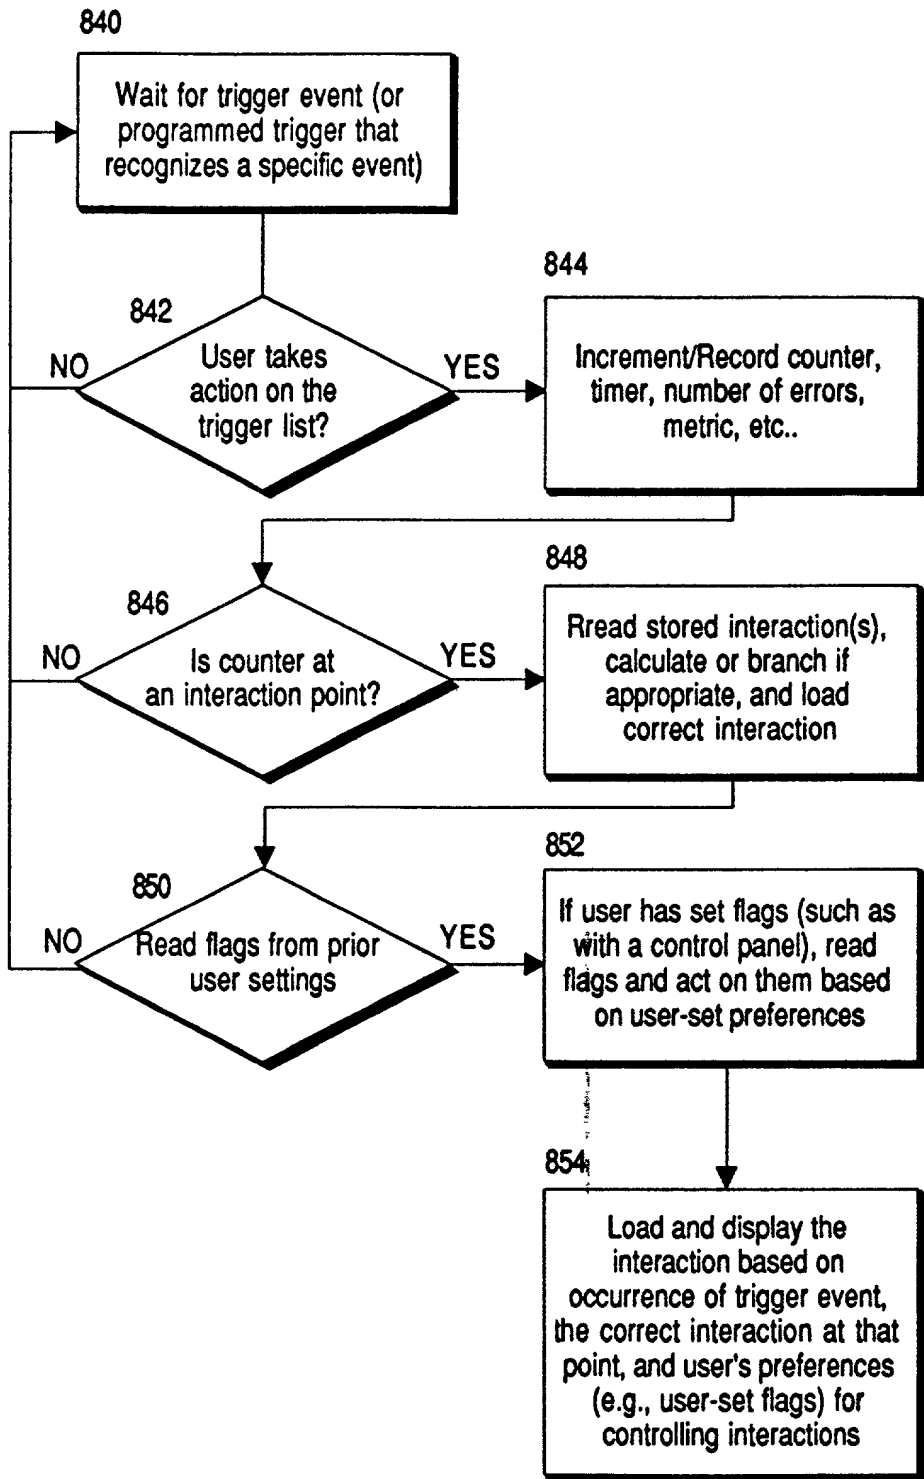 840
Wait for trigger event (or
programmed trigger that
recognizes a specific event)
842
NO
User takes
action on the
trigger list?
YES
844
Increment/Record counter,
timer, number of errors,
metric, etc..
846
NO
Is counter at
an interaction point?
YES
848
Rread stored interaction(s),
calculate or branch if
appropriate, and load
correct interaction
850
NO
Read flags from prior
user settings
YES
852
If user has set flags (such as
with a control panel), read
flags and act on them based
on user-set preferences
854
Load and display the
interaction based on
occurrence of trigger event,
the correct interaction at that
point, and user's preferences
(e.g., user-set flags) for
controlling interactions